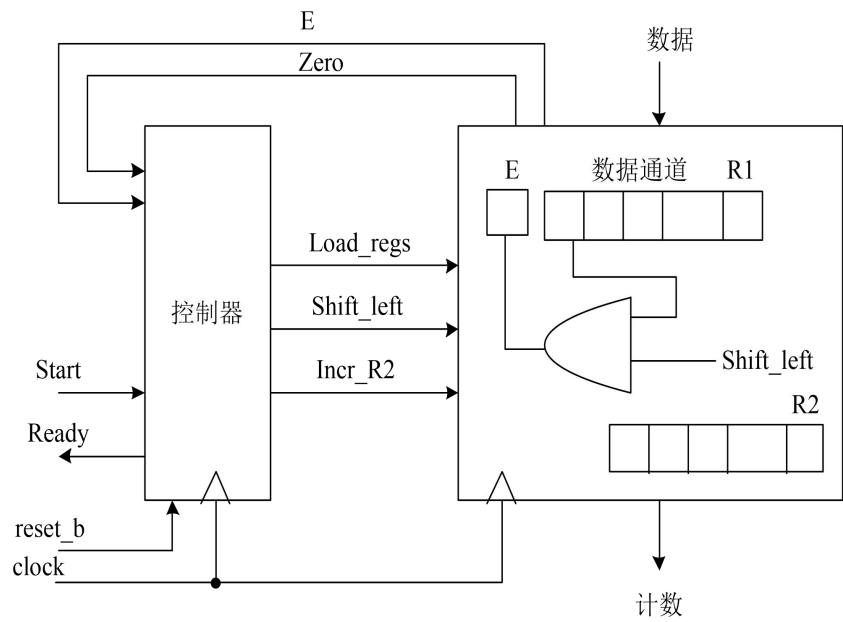 E
数据
Zero
E
数据通道
R1
Load_regs
控制器
Shift_left
Shift_left
Start
Incr_R2
R2
Ready
reset_b
clock
计数